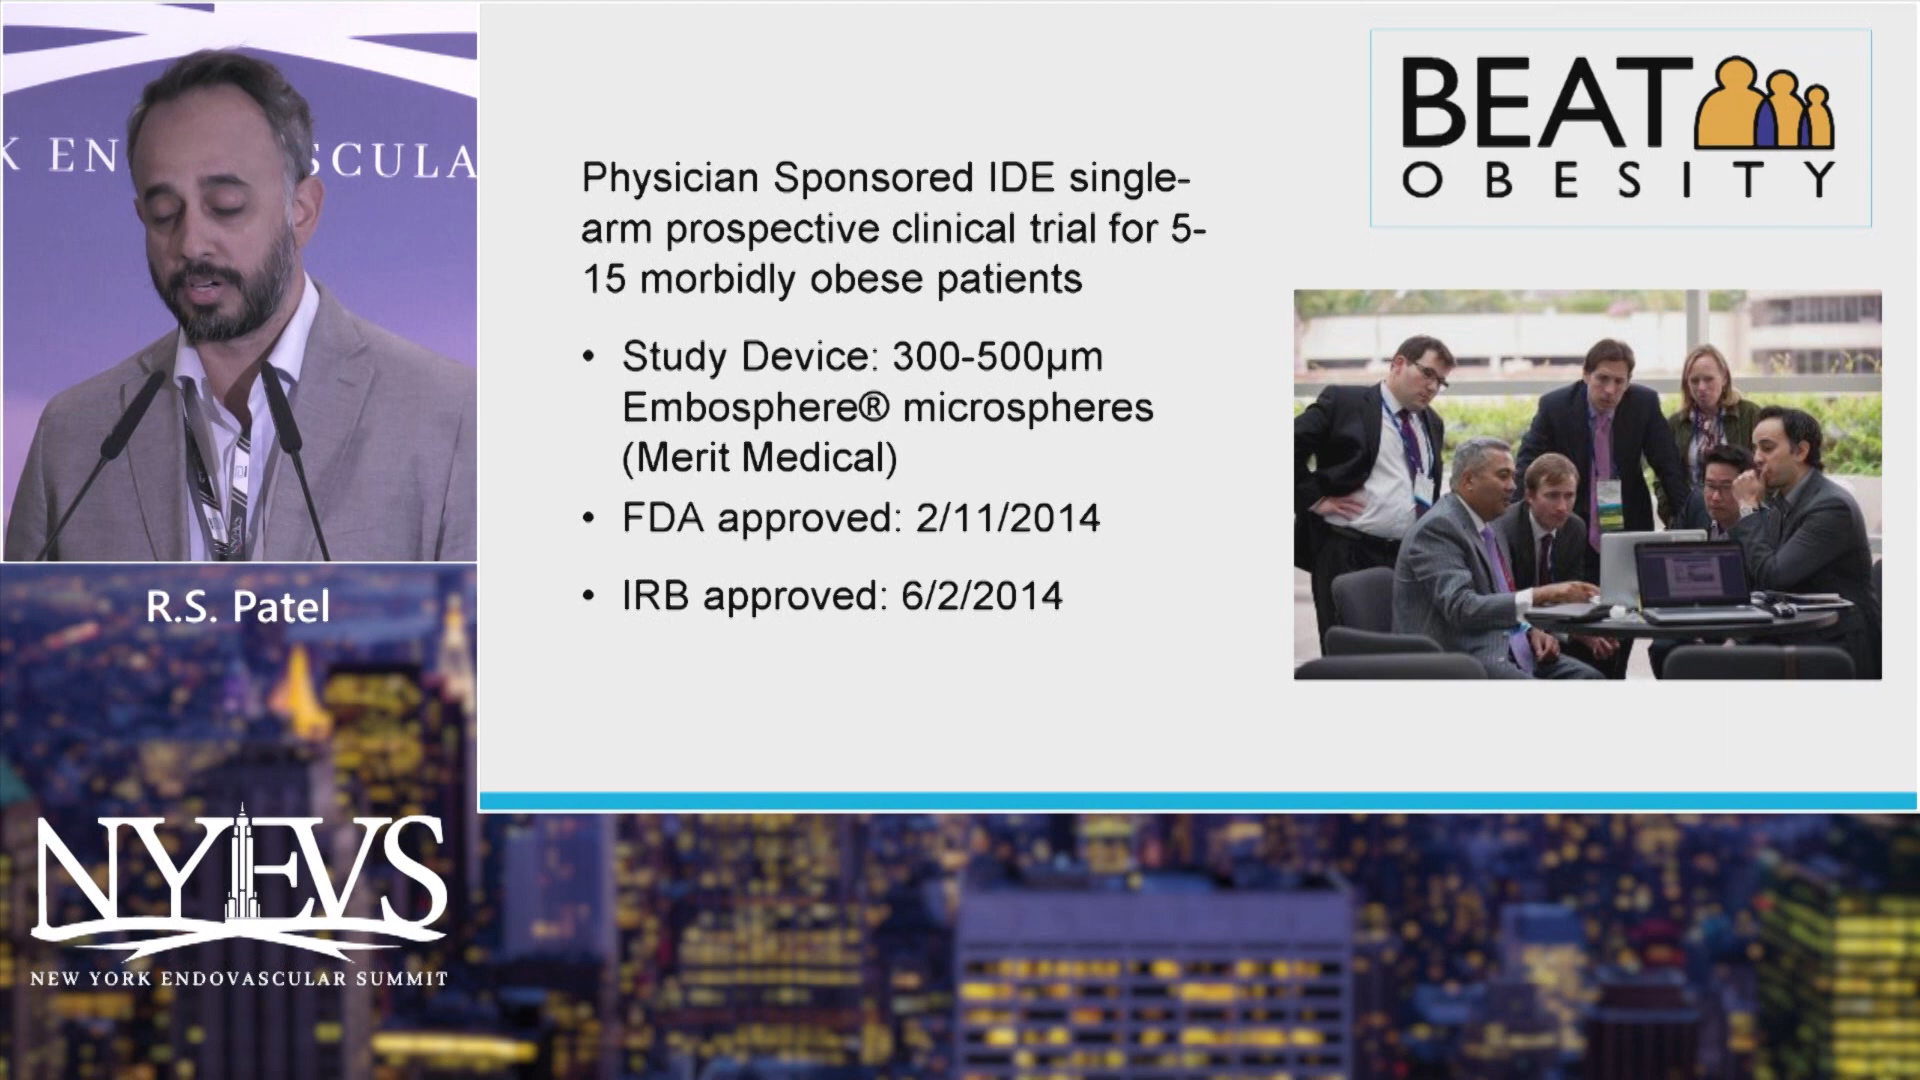 K EN
SCULA
R.S. Patel
NYEVS
NEW YORK ENDOVASCULAR SUMMIT
BEAT
OBESITY
Physician Sponsored IDE single-
arm prospective clinical trial for 5-
15 morbidly obese patients
• Study Device: 300-500µm
Embosphere® microspheres
(Merit Medical)
• FDA approved: 2/11/2014
• IRB approved: 6/2/2014